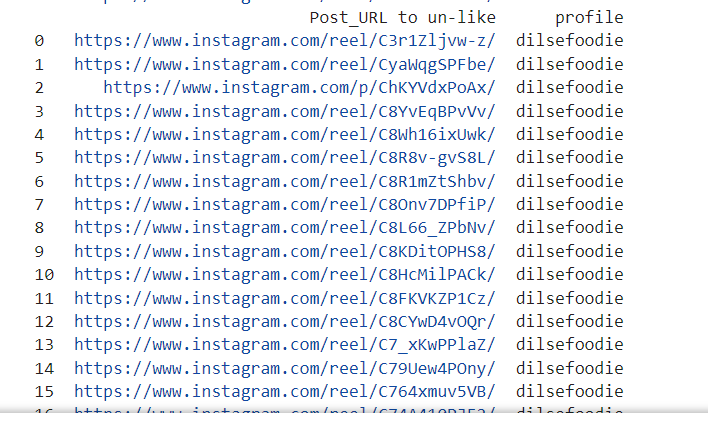 Post_URL to un-like profile
0 https://www.instagram.com/reel/C3r1Zljvw-z/ dilsefoodie
1 https://www.instagram.com/reel/CyaWqgSPFbe/ dilsefoodie
2 https://www.instagram.com/p/ChKYVdxPoAx/ dilsefoodie
3 https://www.instagram.com/reel/C8YvEqBPvVv/ dilsefoodie
4 https://www.instagram.com/reel/C8Wh16ixUwk/ dilsefoodie
5 https://www.instagram.com/reel/C8R8v-gvS8L/ dilsefoodie
6 https://www.instagram.com/reel/C8R1mZtShbv/ dilsefoodie
7 https://www.instagram.com/reel/C8Onv7DPfiP/ dilsefoodie
8 https://www.instagram.com/reel/C8L66_ZPbNv/ dilsefoodie
9 https://www.instagram.com/reel/C8KDitOPHS8/ dilsefoodie
10 https://www.instagram.com/reel/C8HcMilPACk/ dilsefoodie
11 https://www.instagram.com/reel/C8FKVKZP1Cz/ dilsefoodie
12 https://www.instagram.com/reel/C8CYwD4vOQr/ dilsefoodie
13 https://www.instagram.com/reel/C7_xKwPPlaZ/ dilsefoodie
14 https://www.instagram.com/reel/C79Uew4POny/ dilsefoodie
15 https://www.instagram.com/reel/C764xmuv5VB/ dilsefoodie